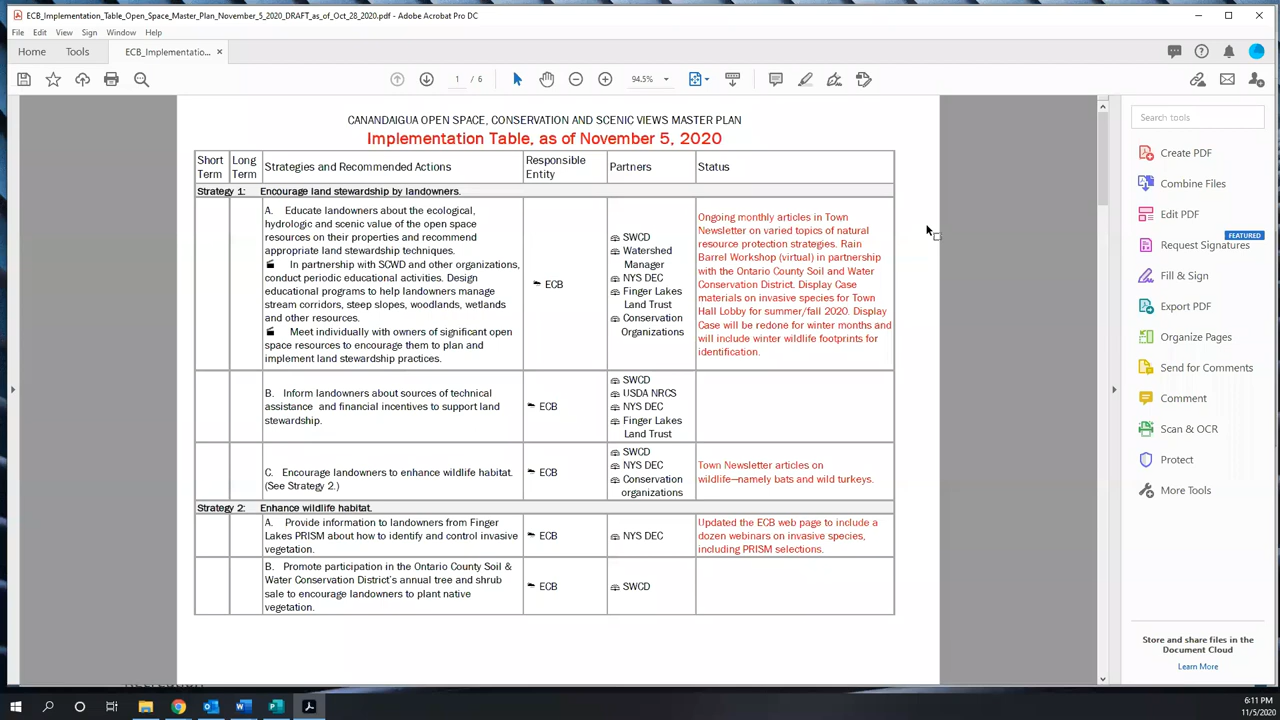 ECB_Implementation_Table_Open_Space_Master_Plan_November_5_2020_DRAFT_as_of_Oct_28_2020.pdf - Adobe Acrobat Pro DC
File Edit View Sign Window Help
Home Tools ECB_Implementatio... ×
1 / 6 94.5%
Search tools
Create PDF
Combine Files
Edit PDF
FEATURED
Request Signatures
Fill & Sign
Export PDF
Organize Pages
Send for Comments
Comment
Scan & OCR
Protect
More Tools
Store and share files in the
Document Cloud
Learn More
CANANDAIGUA OPEN SPACE, CONSERVATION AND SCENIC VIEWS MASTER PLAN
Implementation Table, as of November 5, 2020
Short Term
Long Term
Strategies and Recommended Actions
Responsible Entity
Partners
Status
Strategy 1: Encourage land stewardship by landowners.
A. Educate landowners about the ecological,
hydrologic and scenic value of the open space
resources on their properties and recommend
appropriate land stewardship techniques.
In partnership with SCWD and other organizations,
conduct periodic educational activities. Design
educational programs to help landowners manage
stream corridors, steep slopes, woodlands, wetlands
and other resources.
Meet individually with owners of significant open
space resources to encourage them to plan and
implement land stewardship practices.
ECB
SWCD
Watershed
Manager
NYS DEC
Finger Lakes
Land Trust
Conservation
Organizations
Ongoing monthly articles in Town
Newsletter on varied topics of natural
resource protection strategies. Rain
Barrel Workshop (virtual) in partnership
with the Ontario County Soil and Water
Conservation District. Display Case
materials on invasive species for Town
Hall Lobby for summer/fall 2020. Display
Case will be redone for winter months and
will include winter wildlife footprints for
identification.
B. Inform landowners about sources of technical
assistance and financial incentives to support land
stewardship.
ECB
SWCD
USDA NRCS
NYS DEC
Finger Lakes
Land Trust
C. Encourage landowners to enhance wildlife habitat.
(See Strategy 2.)
ECB
SWCD
NYS DEC
Conservation
organizations
Town Newsletter articles on
wildlife—namely bats and wild turkeys.
Strategy 2: Enhance wildlife habitat.
A. Provide information to landowners from Finger
Lakes PRISM about how to identify and control invasive
vegetation.
ECB
NYS DEC
Updated the ECB web page to include a
dozen webinars on invasive species,
including PRISM selections.
B. Promote participation in the Ontario County Soil &
Water Conservation District's annual tree and shrub
sale to encourage landowners to plant native
vegetation.
ECB
SWCD
6:11 PM
11/5/2020